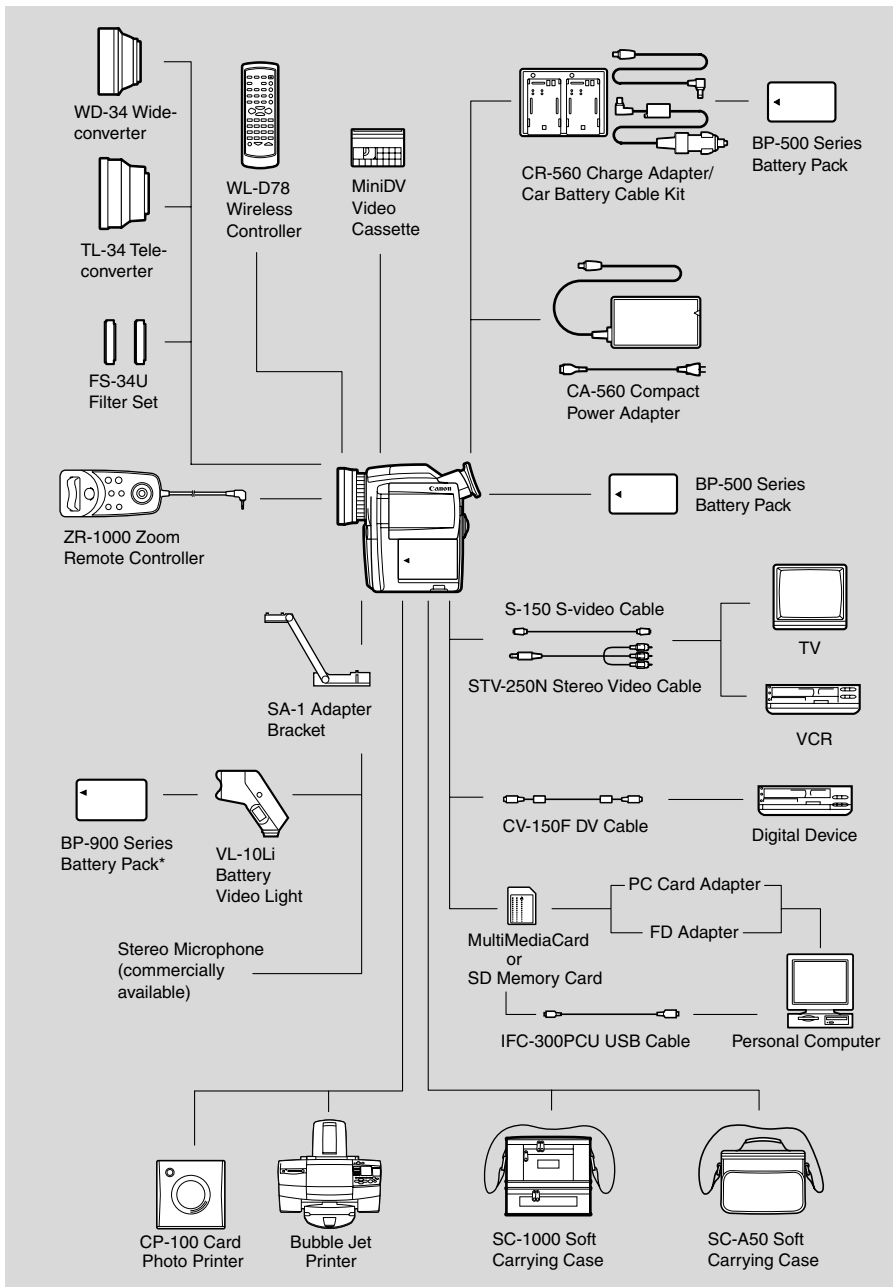 WD-34 Wide-
converter
TL-34 Tele-
converter
FS-34U
Filter Set
WL-D78
Wireless
Controller
MiniDV
Video
Cassette
CR-560 Charge Adapter/
Car Battery Cable Kit
BP-500 Series
Battery Pack
CA-560 Compact
Power Adapter
ZR-1000 Zoom
Remote Controller
Canon
BP-500 Series
Battery Pack
SA-1 Adapter
Bracket
S-150 S-video Cable
STV-250N Stereo Video Cable
TV
VCR
BP-900 Series
Battery Pack*
VL-10Li
Battery
Video Light
CV-150F DV Cable
Digital Device
Stereo Microphone
(commercially
available)
MultiMediaCard
or
SD Memory Card
PC Card Adapter
FD Adapter
IFC-300PCU USB Cable
Personal Computer
CP-100 Card
Photo Printer
Bubble Jet
Printer
SC-1000 Soft
Carrying Case
SC-A50 Soft
Carrying Case